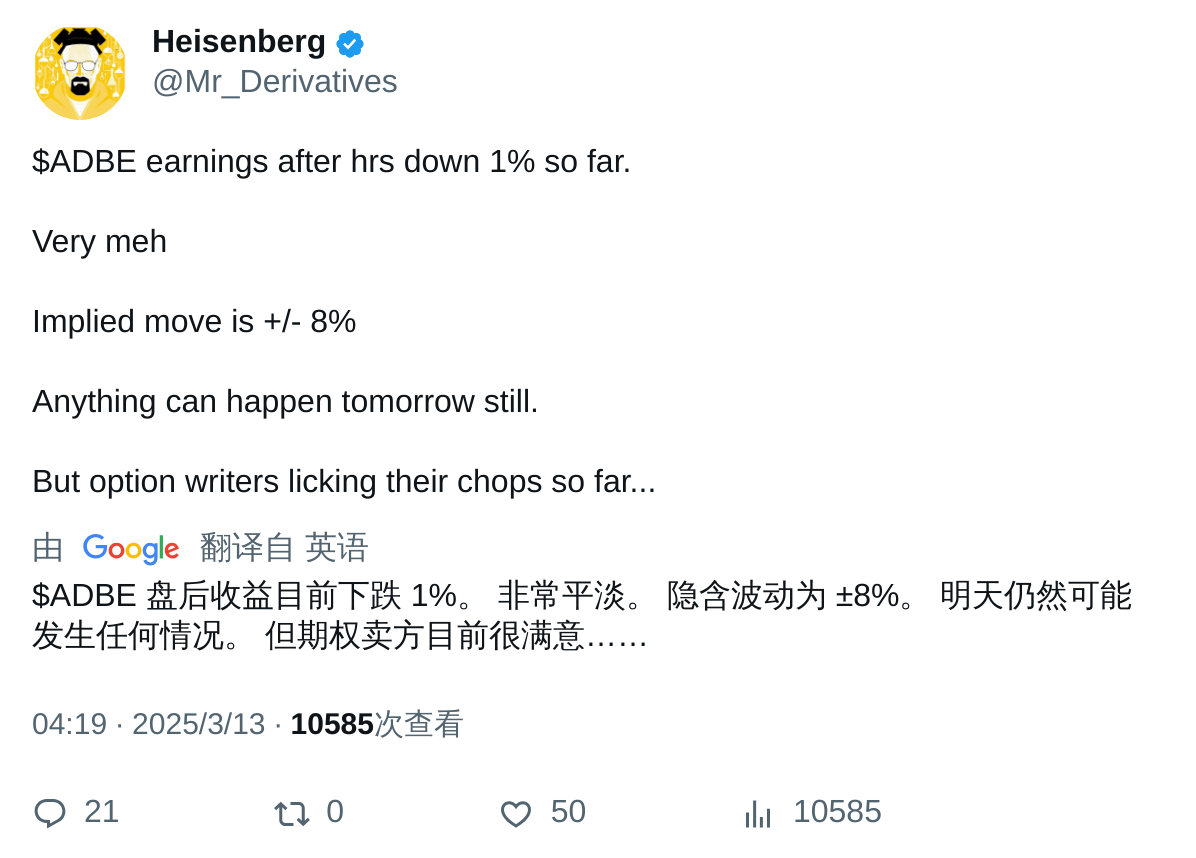 Heisenberg
@Mr_Derivatives
$ADBE earnings after hrs down 1% so far.
Very meh
Implied move is +/- 8%
Anything can happen tomorrow still.
But option writers licking their chops so far...
由 Google 翻译自 英语
$ADBE 盘后收益目前下跌 1%。 非常平淡。 隐含波动为 ±8%。 明天仍然可能
发生任何情况。 但期权卖方目前很满意……
04:19 · 2025/3/13 · 10585次查看
21 0 50 10585